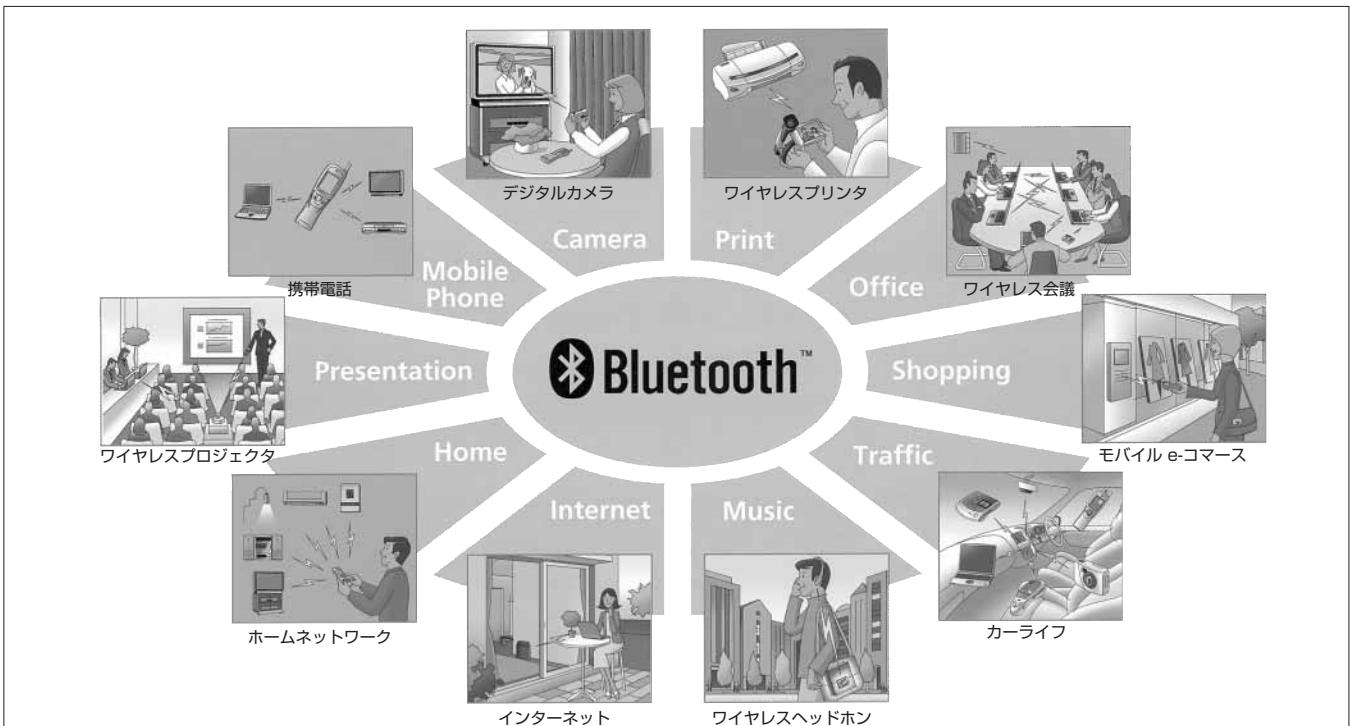 デジタルカメラ
ワイヤレスプリンタ
Camera
Print
携帯電話
Mobile
Phone
Office
ワイヤレス会議
Presentation
Bluetooth™
Shopping
ワイヤレスプロジェクタ
モバイル e-コマース
Home
Traffic
ホームネットワーク
Internet
Music
カーライフ
インターネット
ワイヤレスヘッドホン